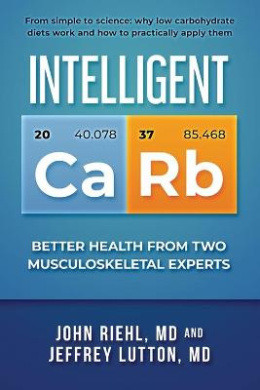 From simple to science: why low carbohydrate
diets work and how to practically apply them
INTELLIGENT
20 40.078 37 85.468
Ca Rb
BETTER HEALTH FROM TWO
MUSCULOSKELETAL EXPERTS
JOHN RIEHL, MD AND
JEFFREY LUTTON, MD